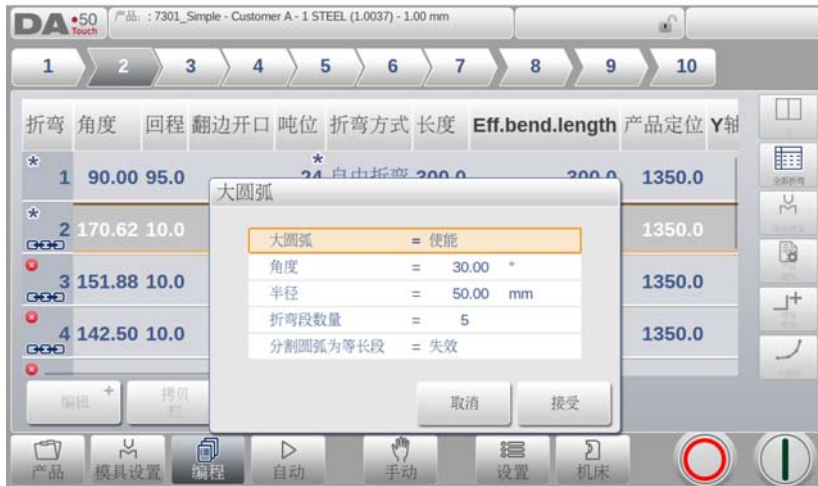 DA 50 Touch
产品: : 7301_Simple - Customer A - 1 STEEL (1.0037) - 1.00 mm
1 2 3 4 5 6 7 8 9 10
折弯 角度 回程 翻边开口 吨位 折弯方式 长度 Eff.bend.length 产品定位 Y轴
* 1 90.00 95.0 * 24 自由折弯 300.0 300.0 1350.0
* 2 170.62 10.0 1350.0
3 151.88 10.0 1350.0
4 142.50 10.0 1350.0
大圆弧
大圆弧 = 使能
角度 = 30.00 °
半径 = 50.00 mm
折弯段数量 = 5
分割圆弧为等长段 = 失效
取消 接受
全部折弯
编辑 +
拷贝
产品 模具设置 编程 自动 手动 设置 机床